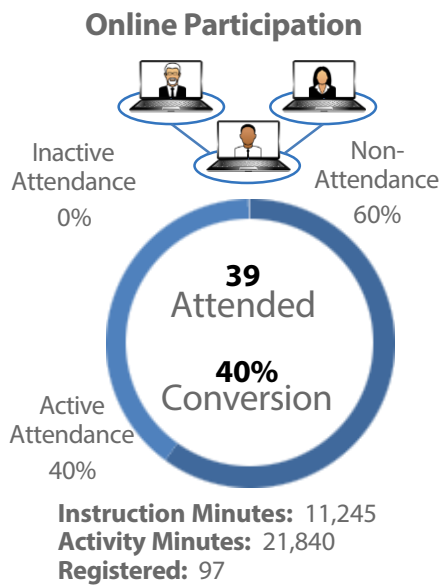 Online Participation
Inactive
Attendance
0%
Non-
Attendance
60%
39
Attended
40%
Conversion
Active
Attendance
40%
Instruction Minutes: 11,245
Activity Minutes: 21,840
Registered: 97